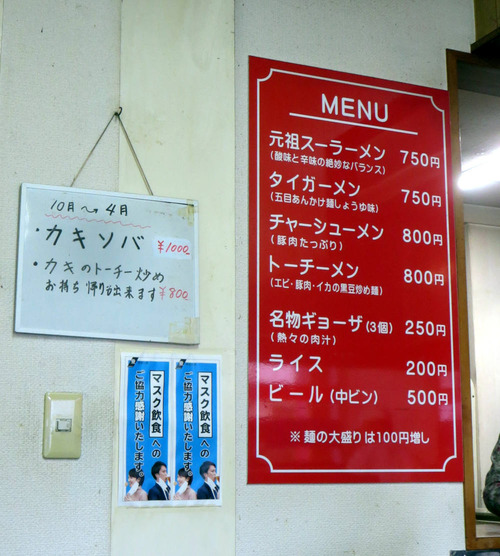 10月〜4月
・カキソバ ¥1000
・カキのトーチー炒め
お持ち帰り出来ます ¥800
マスク飲食への
ご協力感謝いたします。
マスク飲食への
ご協力感謝いたします。
MENU
元祖スーラーメン 750円
(酸味と辛味の絶妙なバランス)
タイガーメン 750円
(五目あんかけ麺しょうゆ味)
チャーシューメン 800円
(豚肉たっぷり)
トーチーメン 800円
(エビ・豚肉・イカの黒豆炒め麺)
名物ギョーザ(3個) 250円
(熱々の肉汁)
ライス 200円
ビール(中ビン) 500円
※麺の大盛りは100円増し